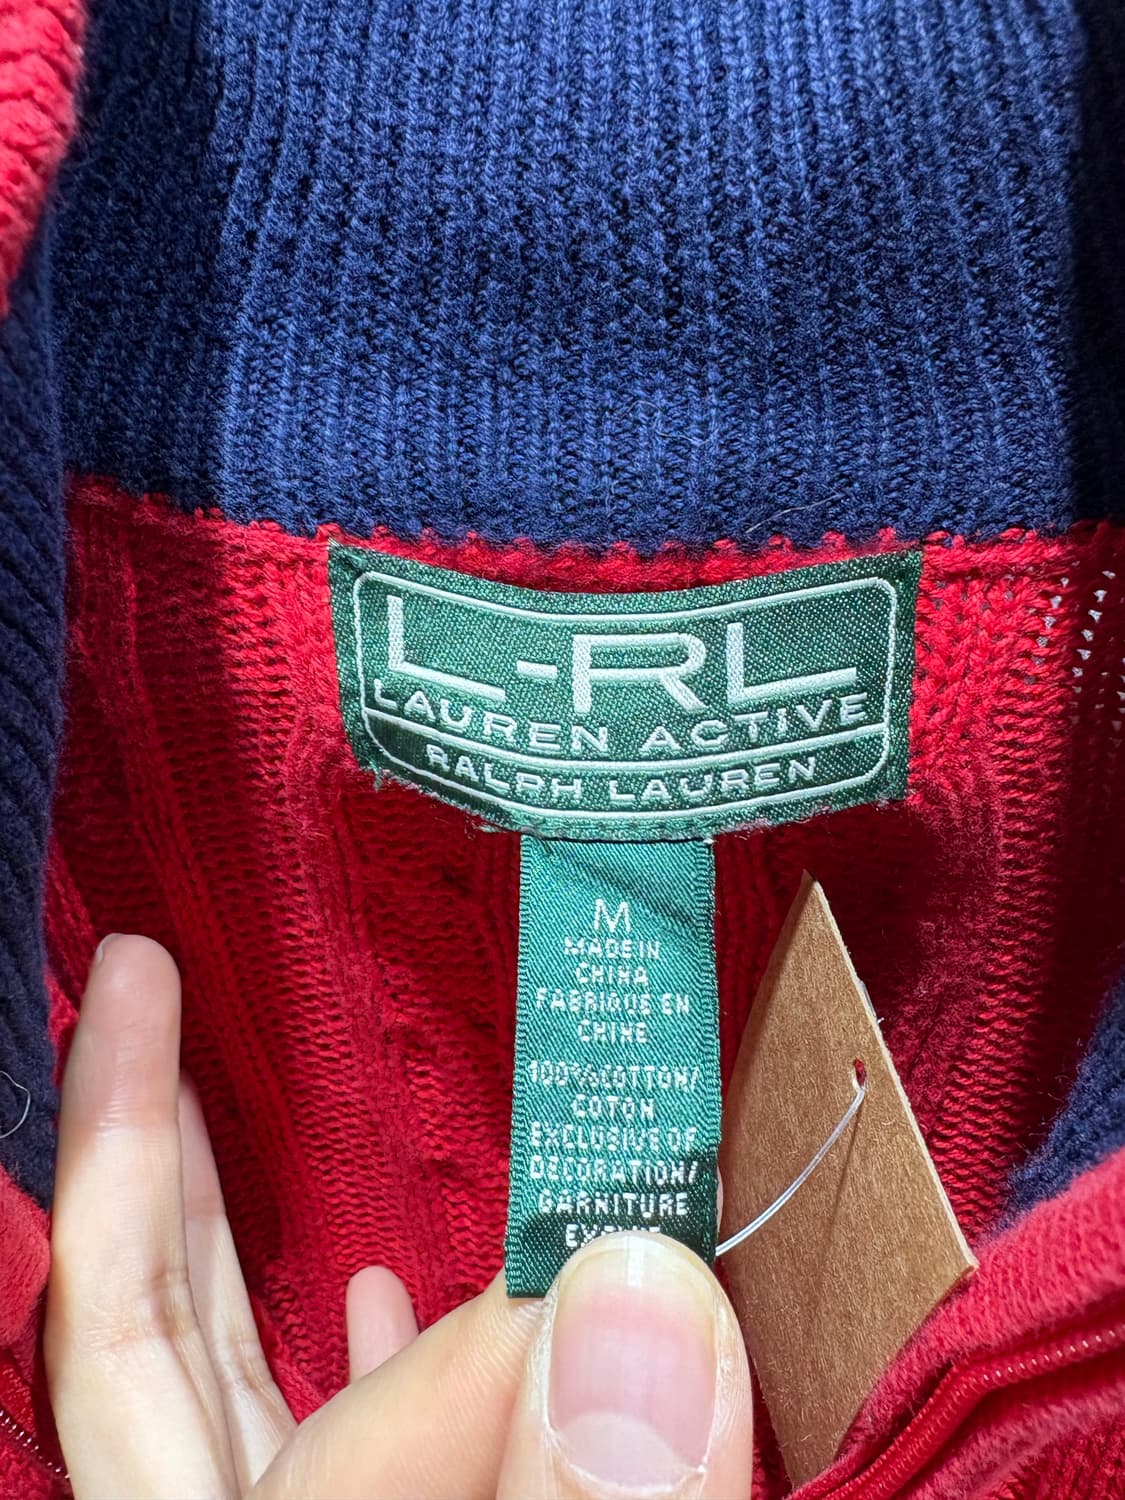 L-RL
LAUREN ACTIVE
RALPH LAUREN
M
MADE IN
CHINA
FABRIQUE EN
CHINE
100% COTTON/
COTON
EXCLUSIVE OF
DECORATION/
GARNITURE